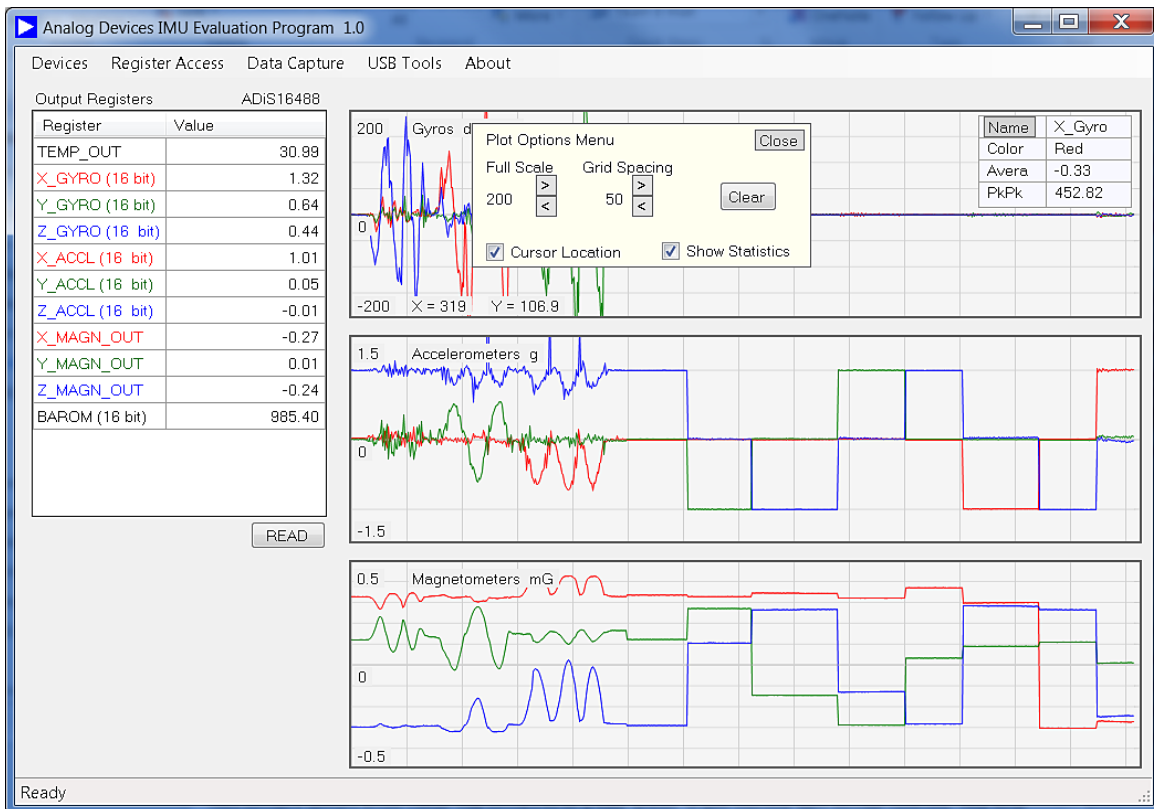 Analog Devices IMU Evaluation Program 1.0
Devices Register Access Data Capture USB Tools About
Output Registers ADiS16488
Register Value
TEMP_OUT 30.99
X_GYRO (16 bit) 1.32
Y_GYRO (16 bit) 0.64
Z_GYRO (16 bit) 0.44
X_ACCL (16 bit) 1.01
Y_ACCL (16 bit) 0.05
Z_ACCL (16 bit) -0.01
X_MAGN_OUT -0.27
Y_MAGN_OUT 0.01
Z_MAGN_OUT -0.24
BAROM (16 bit) 985.40
READ
200 Gyros d
0
-200 X = 319 Y = 106.9
Plot Options Menu Close
Full Scale Grid Spacing
200 > < 50 > < Clear
Cursor Location Show Statistics
Name X_Gyro
Color Red
Avera -0.33
PkPk 452.82
1.5 Accelerometers g
0
-1.5
0.5 Magnetometers mG
0
-0.5
Ready